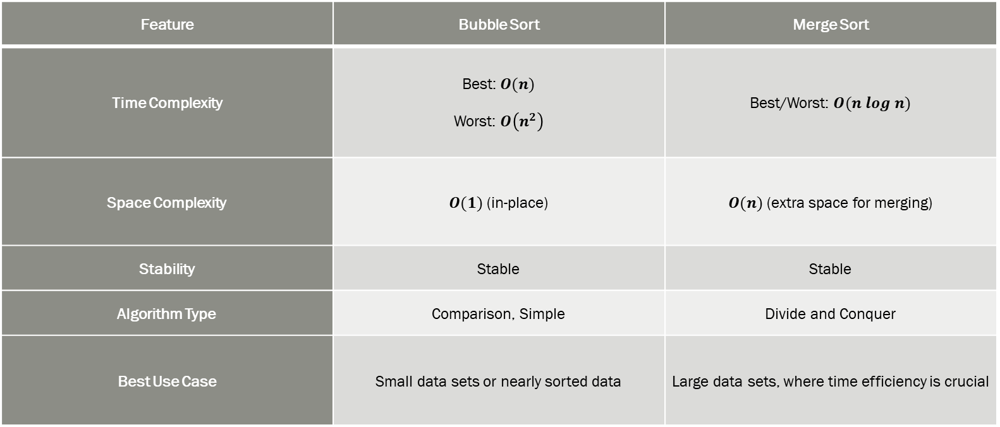 Feature Bubble Sort Merge Sort
Time Complexity
Best: O(n)
Worst: O(n²)
Best/Worst: O(n log n)
Space Complexity O(1) (in-place) O(n) (extra space for merging)
Stability Stable Stable
Algorithm Type Comparison, Simple Divide and Conquer
Best Use Case Small data sets or nearly sorted data Large data sets, where time efficiency is crucial